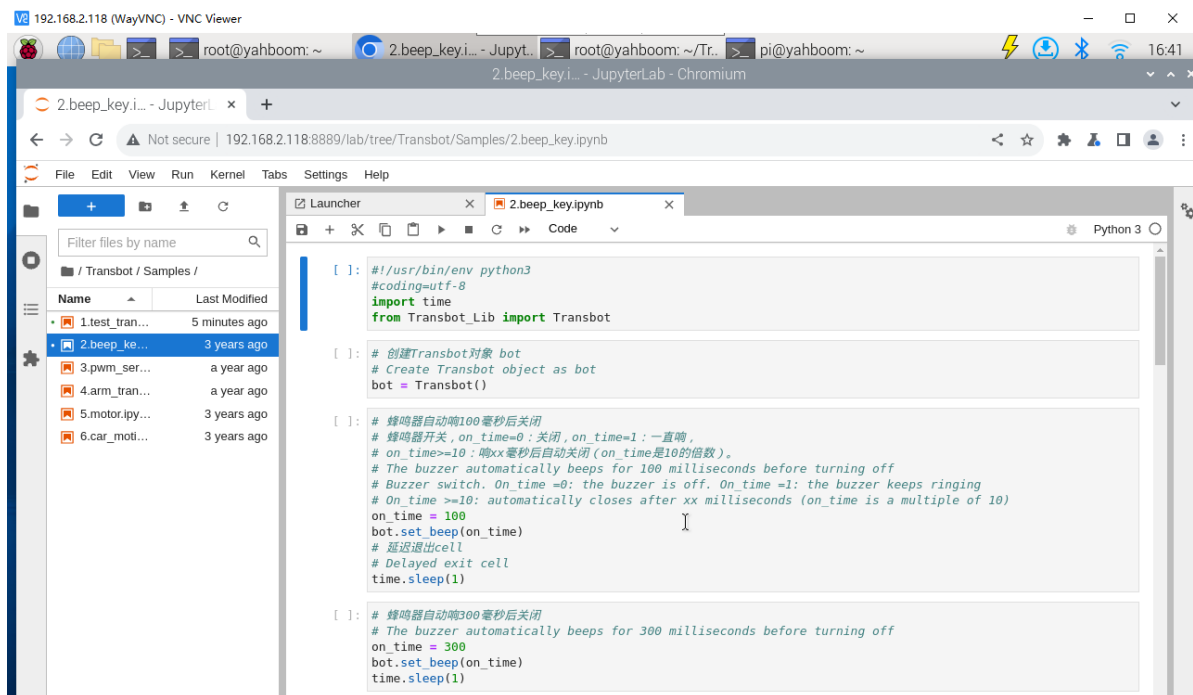 192.168.2.118 (WayVNC) - VNC Viewer
root@yahboom: ~
2.beep_key.i... - Jupyt..
root@yahboom: ~/Tr..
pi@yahboom: ~
16:41
2.beep_key.i... - JupyterLab - Chromium
2.beep_key.i... - JupyterL
Not secure | 192.168.2.118:8889/lab/tree/Transbot/Samples/2.beep_key.ipynb
File Edit View Run Kernel Tabs Settings Help
Filter files by name
/ Transbot / Samples /
Name Last Modified
1.test_tran... 5 minutes ago
2.beep_ke... 3 years ago
3.pwm_ser... a year ago
4.arm_tran... a year ago
5.motor.ipy... 3 years ago
6.car_moti... 3 years ago
Launcher
2.beep_key.ipynb
Code
Python 3
[ ]: #!/usr/bin/env python3
#coding=utf-8
import time
from Transbot_Lib import Transbot
[ ]: # 创建Transbot对象 bot
# Create Transbot object as bot
bot = Transbot()
[ ]: # 蜂鸣器自动响100毫秒后关闭
# 蜂鸣器开关，on_time=0：关闭，on_time=1：一直响，
# on_time>=10：响xx毫秒后自动关闭（on_time是10的倍数）。
# The buzzer automatically beeps for 100 milliseconds before turning off
# Buzzer switch. On_time =0: the buzzer is off. On_time =1: the buzzer keeps ringing
# On_time >=10: automatically closes after xx milliseconds (on_time is a multiple of 10)
on_time = 100
bot.set_beep(on_time)
# 延迟退出cell
# Delayed exit cell
time.sleep(1)
[ ]: # 蜂鸣器自动响300毫秒后关闭
# The buzzer automatically beeps for 300 milliseconds before turning off
on_time = 300
bot.set_beep(on_time)
time.sleep(1)